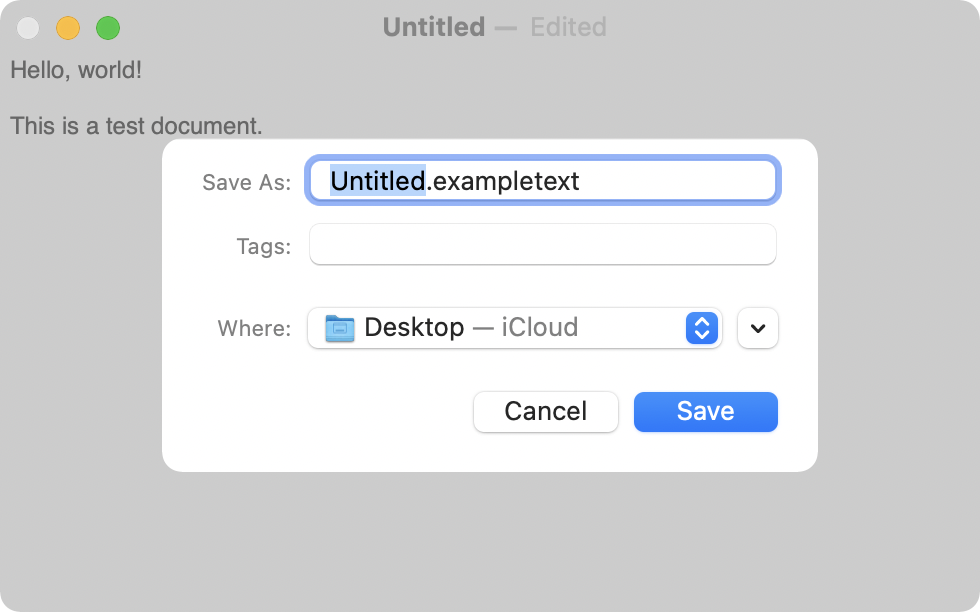 Untitled — Edited
Hello, world!
This is a test document.
Save As: Untitled.exampletext
Tags:
Where: Desktop — iCloud
Cancel Save